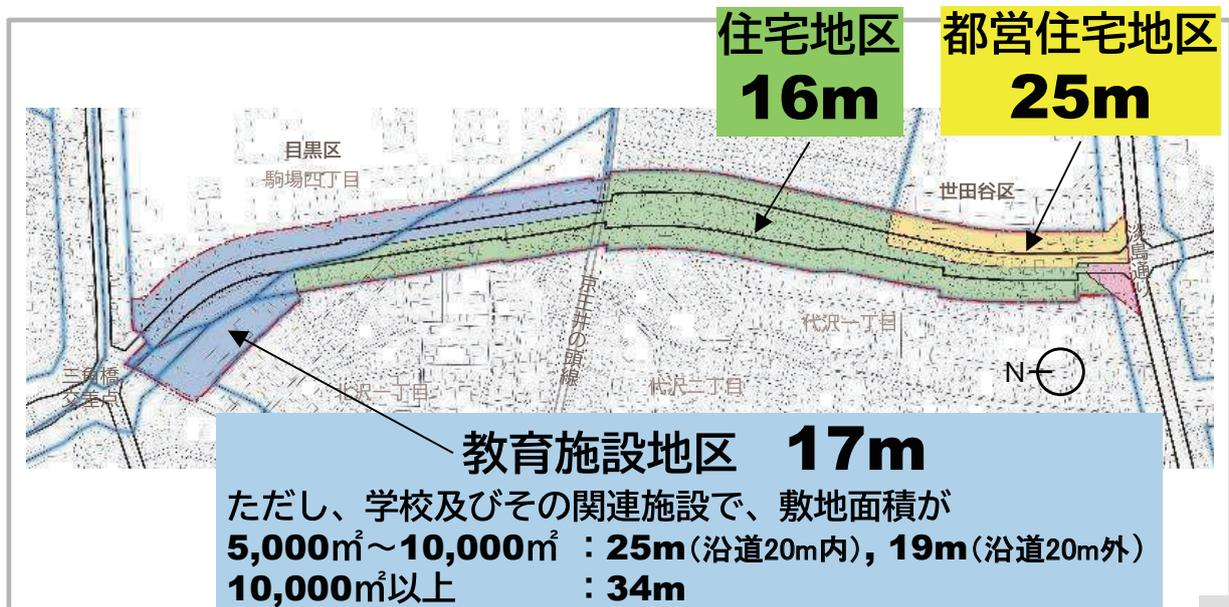 住宅地区
16m
都営住宅地区
25m
目黒区
駒場四丁目
世田谷区
淡島通
京王井の頭線
代沢一丁目
三角橋
交差点
北沢一丁目
代沢二丁目
N
教育施設地区 17m
ただし、学校及びその関連施設で、敷地面積が
5,000㎡～10,000㎡ :25m(沿道20m内), 19m(沿道20m外)
10,000㎡以上 :34m